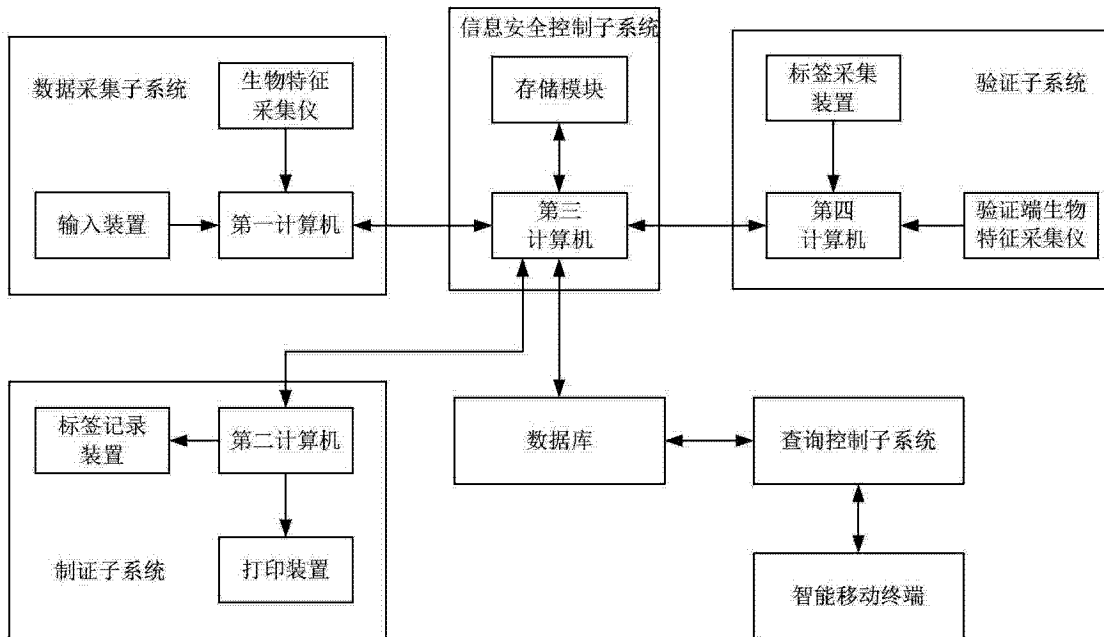 信息安全控制子系统
数据采集子系统
生物特征
采集仪
存储模块
标签采集
装置
验证子系统
输入装置
第一计算机
第三
计算机
第四
计算机
验证端生物
特征采集仪
标签记录
装置
第二计算机
数据库
查询控制子系统
制证子系统
打印装置
智能移动终端